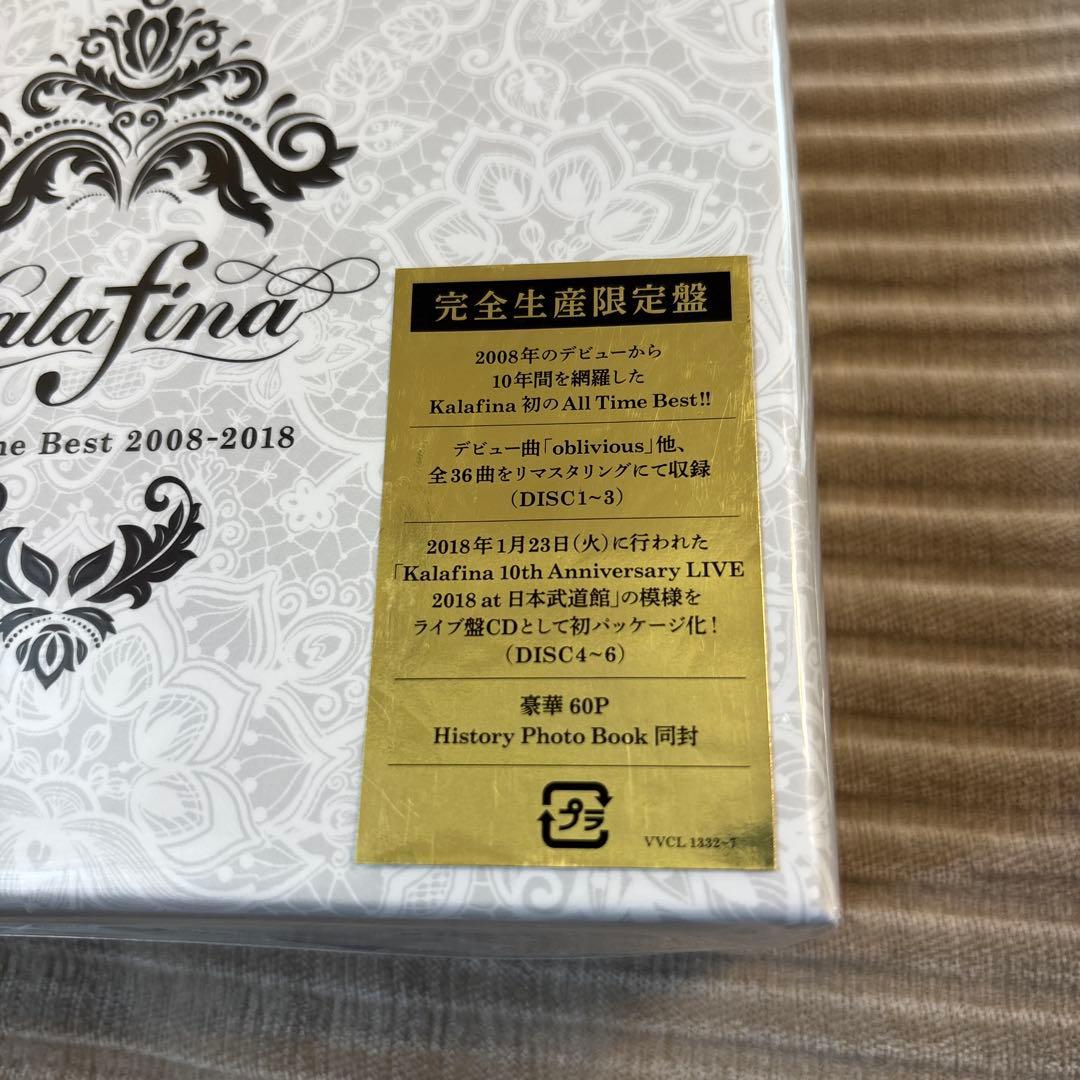 alafina
Best 2008-2018
完全生産限定盤
2008年のデビューから
10年間を網羅した
Kalafina 初のAll Time Best!!
デビュー曲「oblivious」他、
全36曲をリマスタリングにて収録
(DISC1~3)
2018年1月23日(火)に行われた
「Kalafina 10th Anniversary LIVE
2018 at 日本武道館」の模様を
ライブ盤CDとして初パッケージ化!
(DISC4~6)
豪華 60P
History Photo Book 同封
プラ
VVCL 1332~7